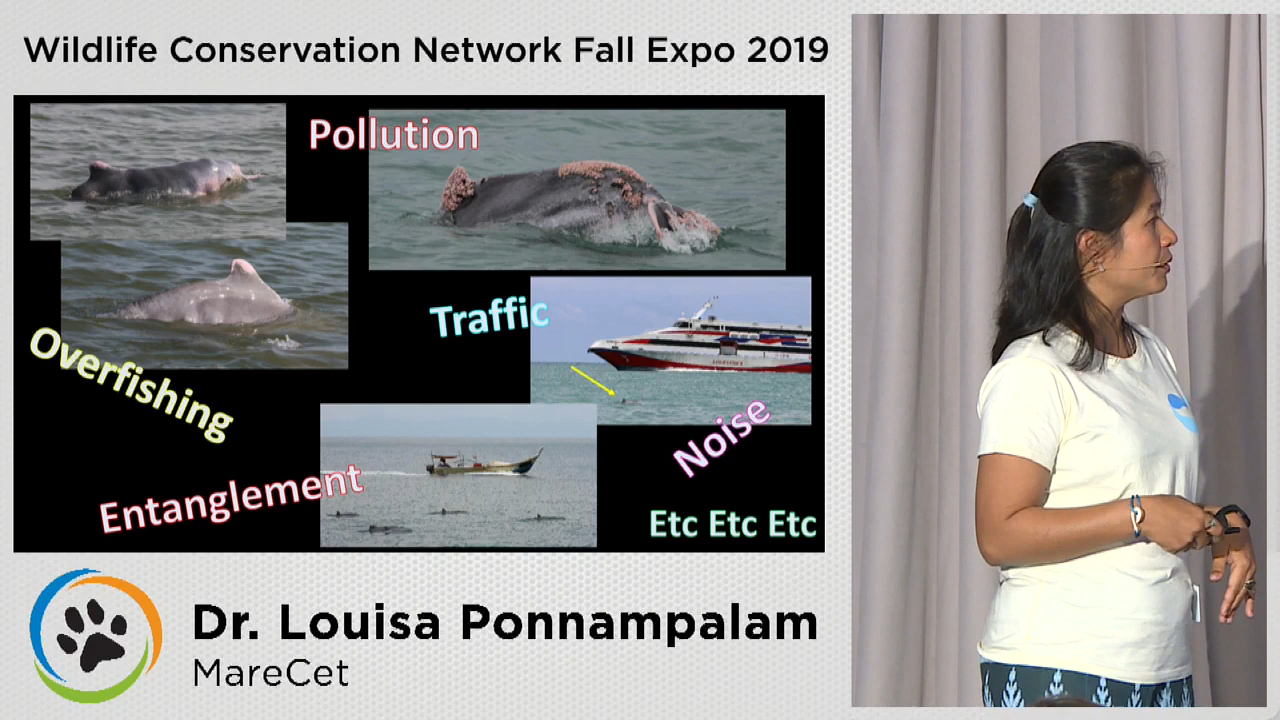 Wildlife Conservation Network Fall Expo 2019
Pollution
Traffic
Overfishing
Noise
Entanglement
Etc Etc Etc
Dr. Louisa Ponnampalam
MareCet